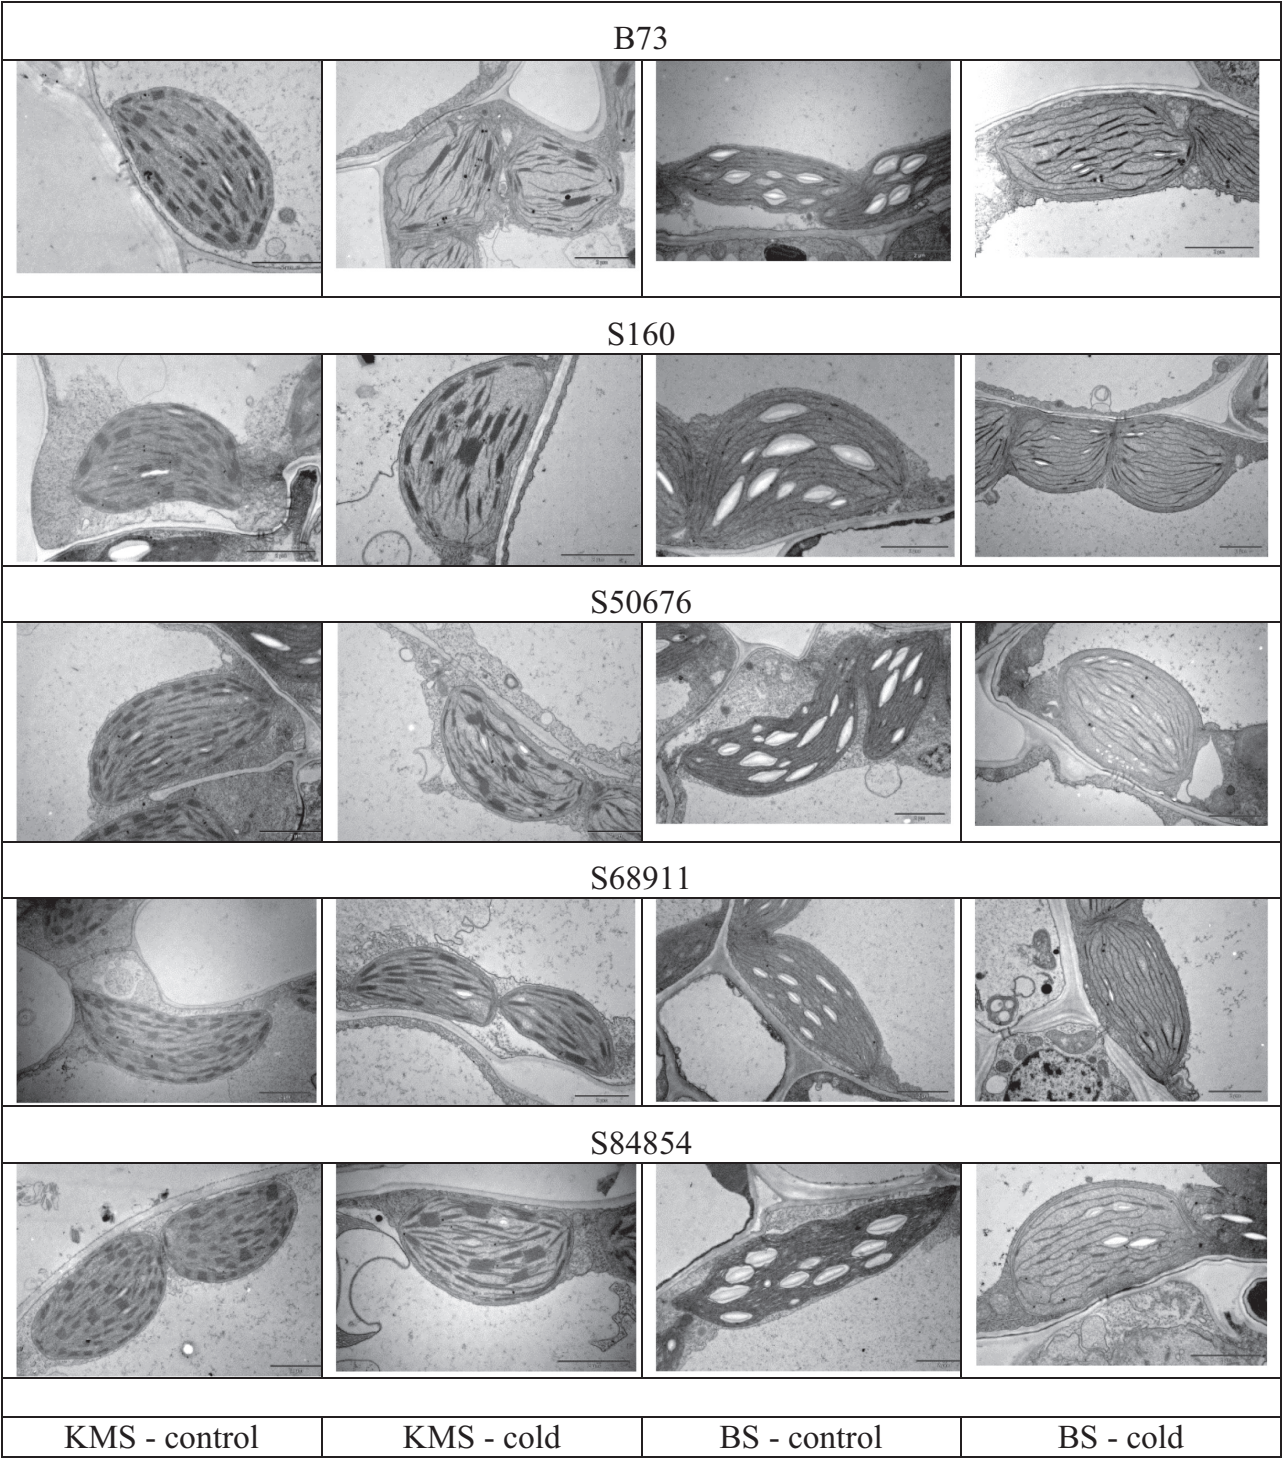 B73
S160
S50676
S68911
S84854
KMS - control
KMS - cold
BS - control
BS - cold